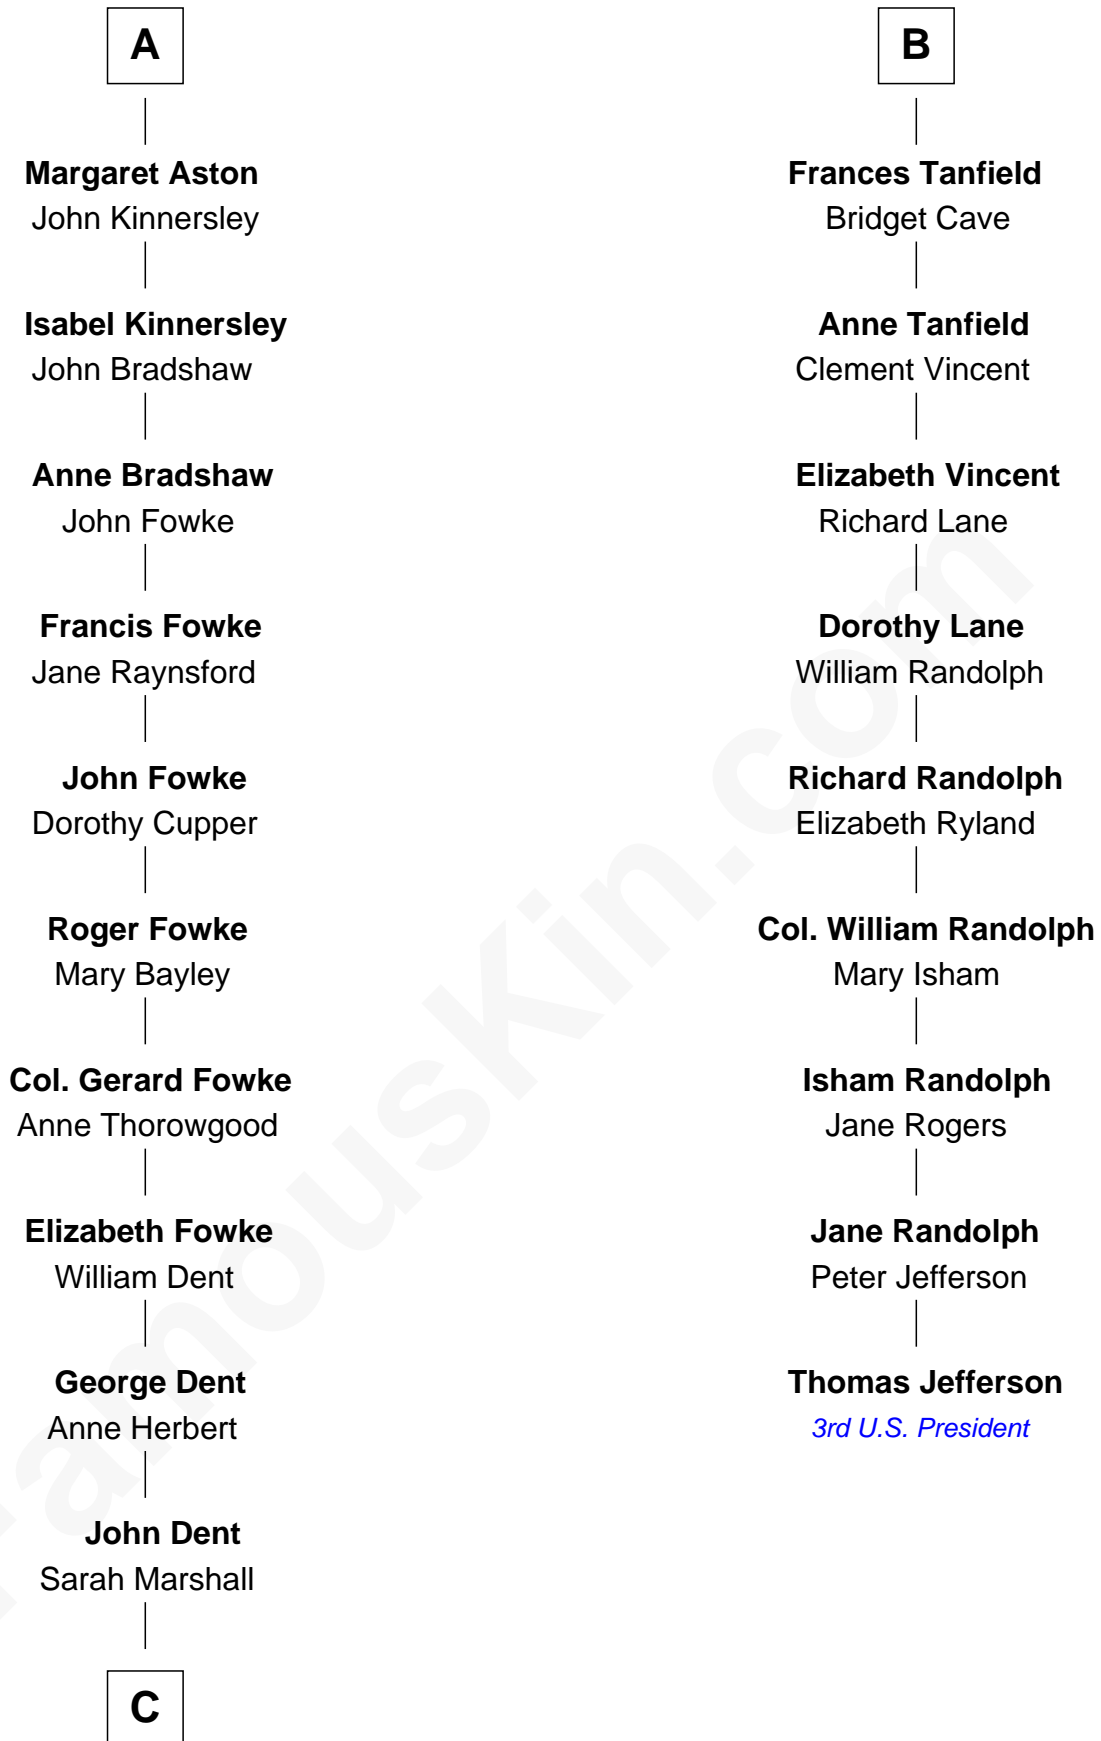 A
Margaret Aston
John Kinnersley
Isabel Kinnersley
John Bradshaw
Anne Bradshaw
John Fowke
Francis Fowke
Jane Raynsford
John Fowke
Dorothy Cupper
Roger Fowke
Mary Bayley
Col. Gerard Fowke
Anne Thorowgood
Elizabeth Fowke
William Dent
George Dent
Anne Herbert
John Dent
Sarah Marshall
C
B
Frances Tanfield
Bridget Cave
Anne Tanfield
Clement Vincent
Elizabeth Vincent
Richard Lane
Dorothy Lane
William Randolph
Richard Randolph
Elizabeth Ryland
Col. William Randolph
Mary Isham
Isham Randolph
Jane Rogers
Jane Randolph
Peter Jefferson
Thomas Jefferson
3rd U.S. President
FamousKin.com